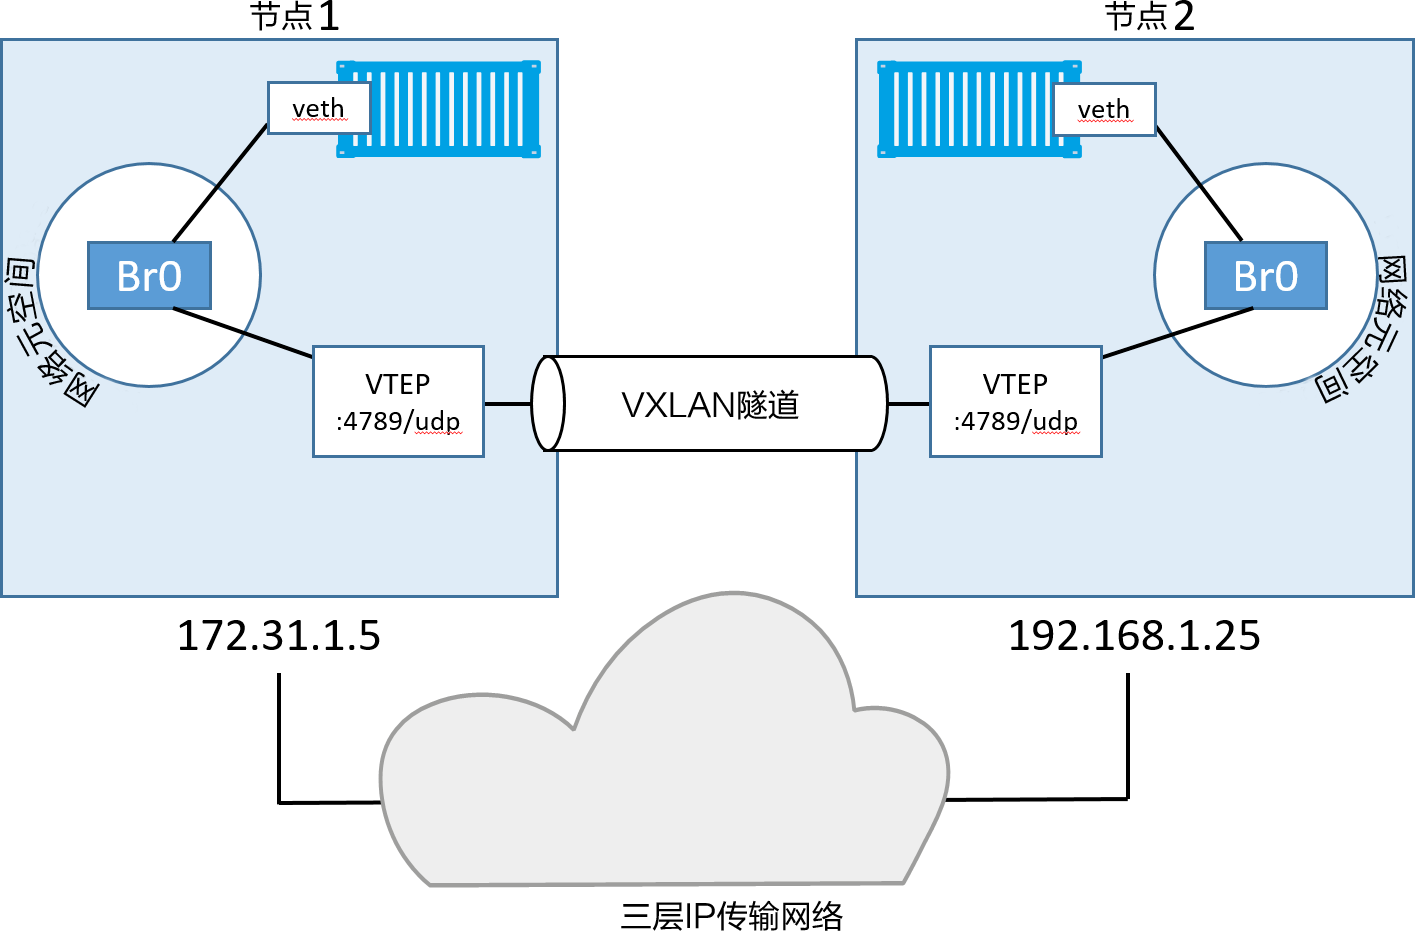 节点1
节点2
veth
veth
Br0
Br0
网络元空间
网络元空间
VTEP
:4789/udp
VXLAN隧道
VTEP
:4789/udp
172.31.1.5
192.168.1.25
三层IP传输网络